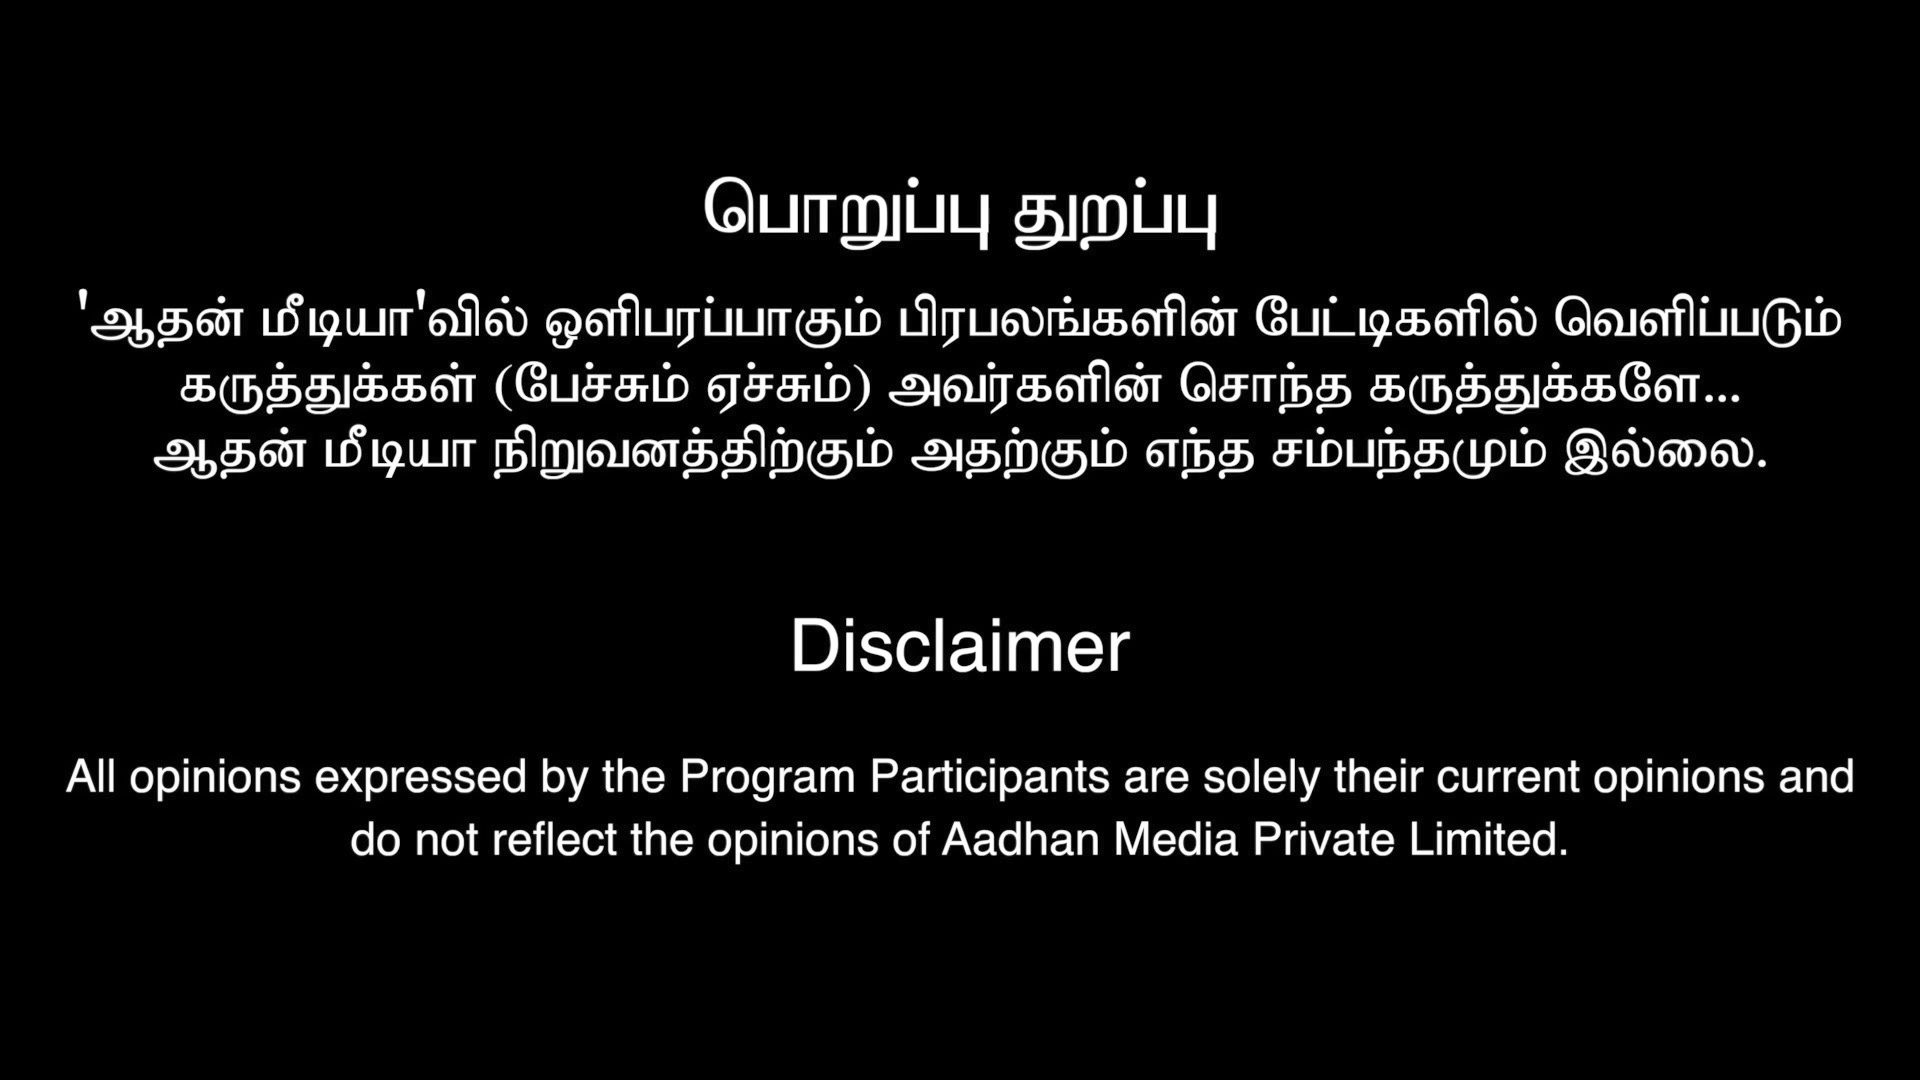 பொறுப்பு துறப்பு
'ஆதன் மீடியா'வில் ஒளிபரப்பாகும் பிரபலங்களின் பேட்டிகளில் வெளிப்படும்
கருத்துக்கள் (பேச்சும் ஏச்சும்) அவர்களின் சொந்த கருத்துக்களே...
ஆதன் மீடியா நிறுவனத்திற்கும் அதற்கும் எந்த சம்பந்தமும் இல்லை.
Disclaimer
All opinions expressed by the Program Participants are solely their current opinions and
do not reflect the opinions of Aadhan Media Private Limited.